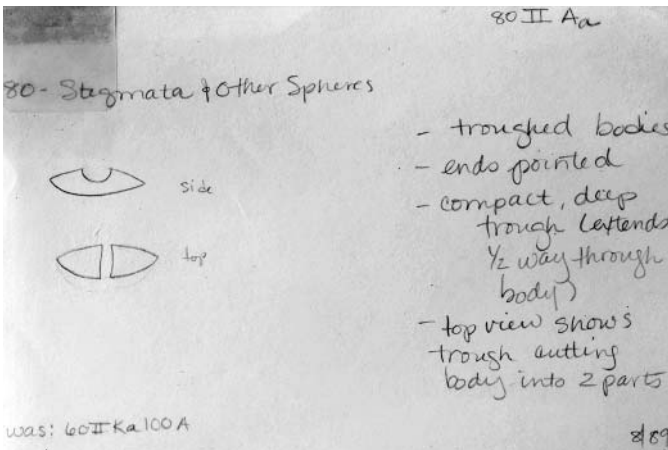 80 II Aa
80 - Stegmata & Other Spheres
- troughed bodies
- ends pointed
- compact, deep
trough (extends
1/2 way through
body)
- top view shows
trough cutting
body into 2 parts
side
top
was: 60 II Ka 100 A
8/89